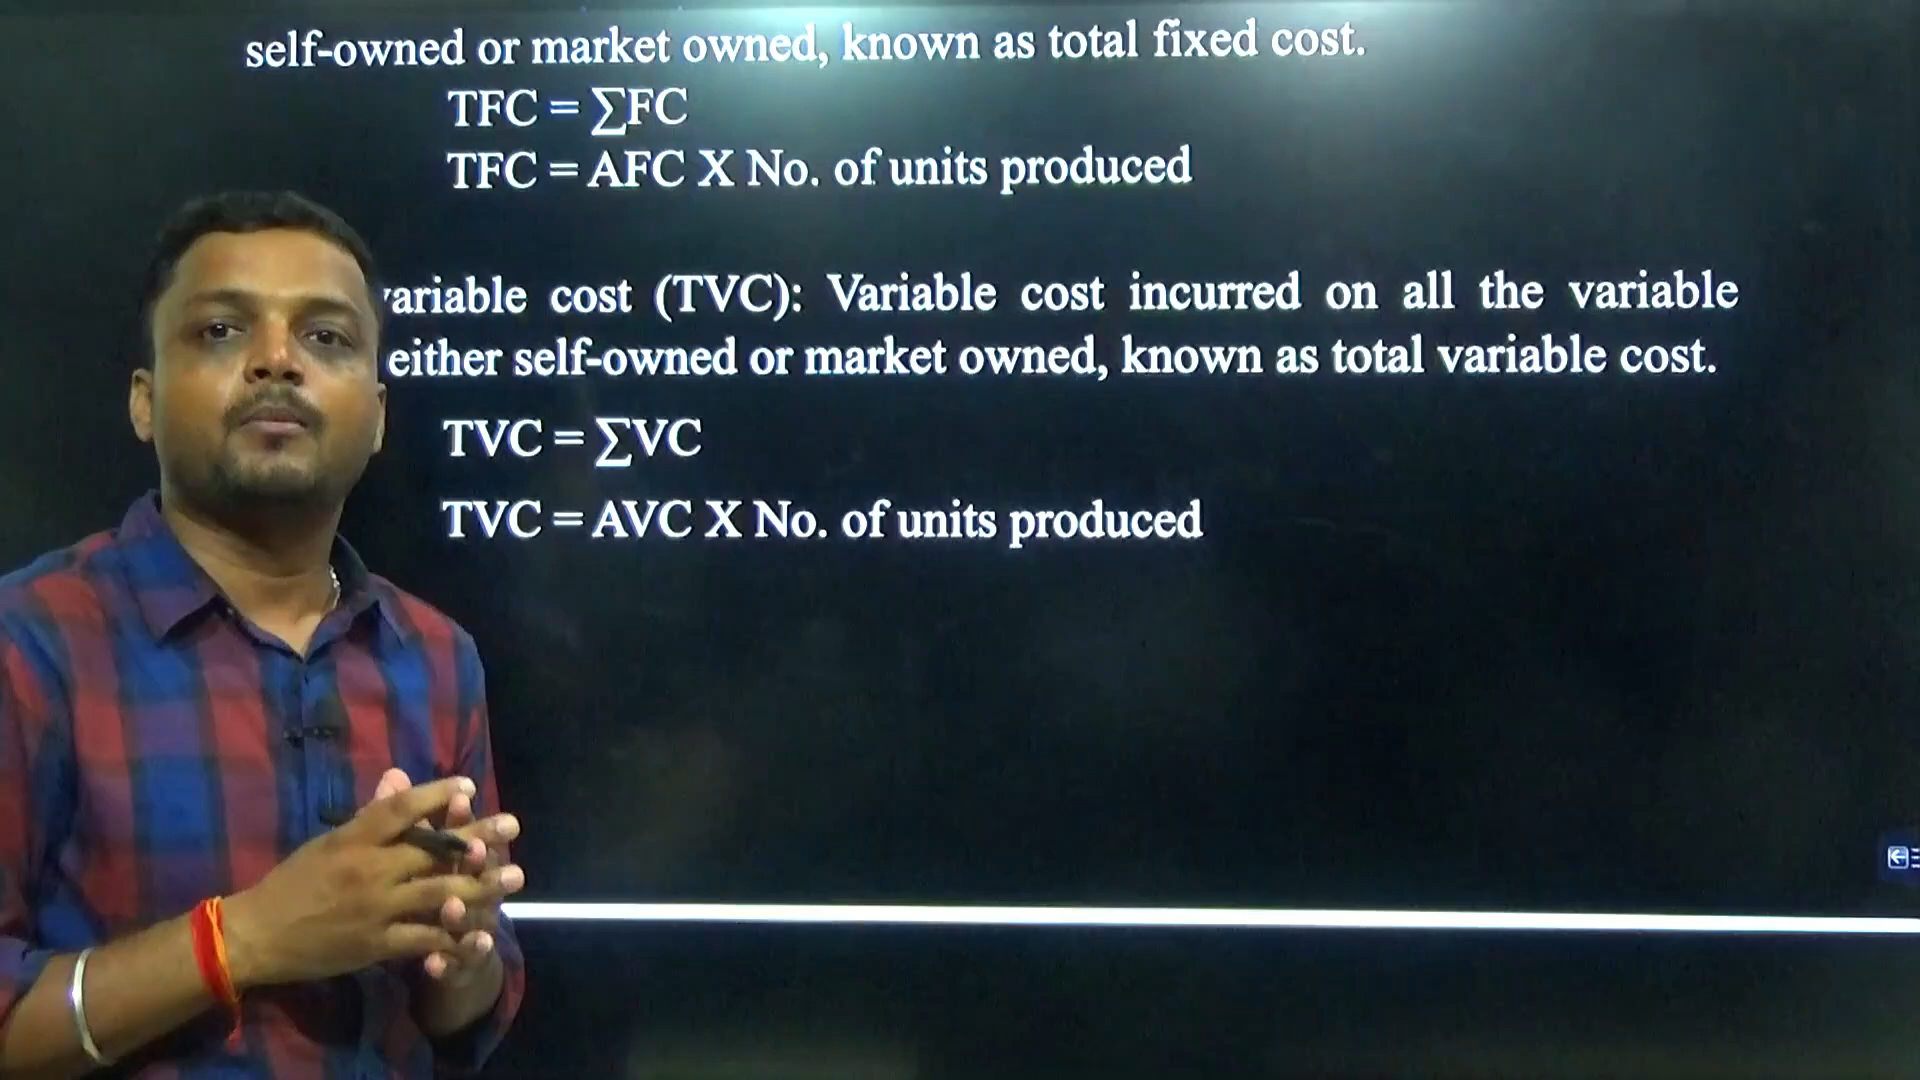 self-owned or market owned, known as total fixed cost.
TFC = ∑FC
TFC = AFC X No. of units produced
variable cost (TVC): Variable cost incurred on all the variable
either self-owned or market owned, known as total variable cost.
TVC = ∑VC
TVC = AVC X No. of units produced